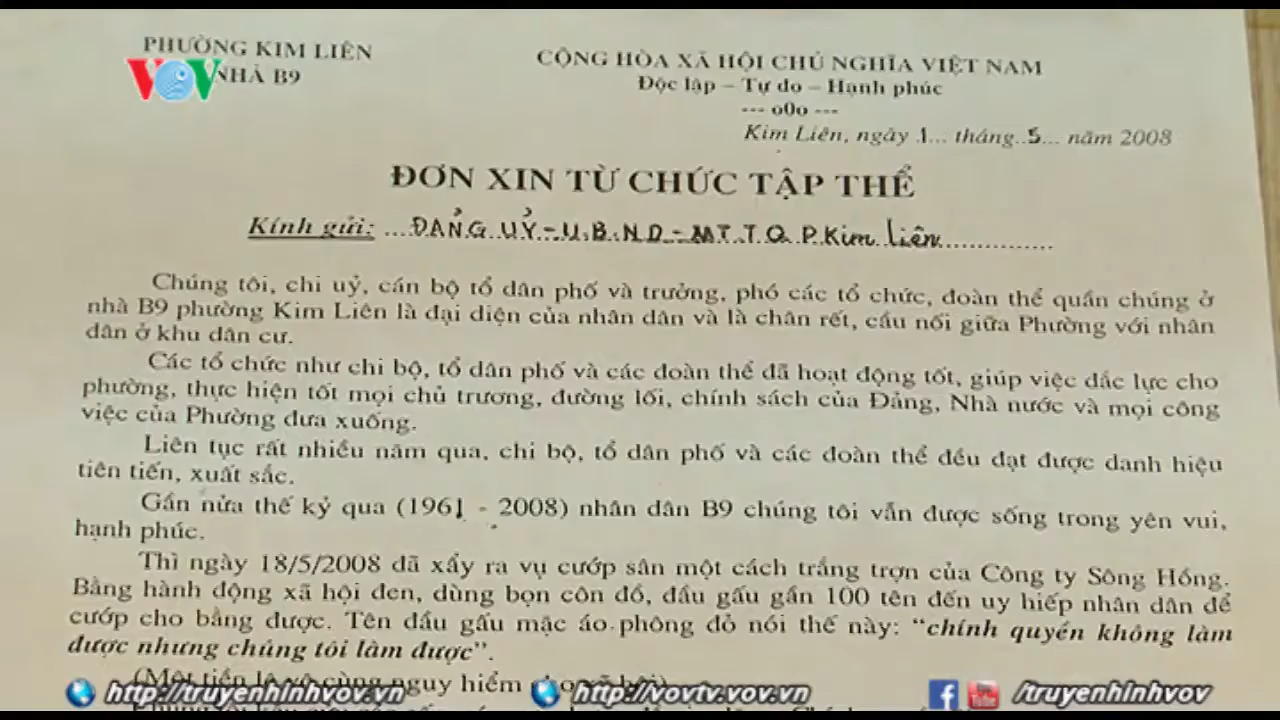 PHƯỜNG KIM LIÊN
VOV NHÀ B9
CỘNG HÒA XÃ HỘI CHỦ NGHĨA VIỆT NAM
Độc lập – Tự do – Hạnh phúc
--- o0o ---
Kim Liên, ngày 1... tháng..5... năm 2008
ĐƠN XIN TỪ CHỨC TẬP THỂ
Kính gửi: ...ĐẢNG UỶ-U.B.N.D-MT.T.Q P.Kim liên...............
Chúng tôi, chi uỷ, cán bộ tổ dân phố và trưởng, phó các tổ chức, đoàn thể quần chúng ở
nhà B9 phường Kim Liên là đại diện của nhân dân và là chân rết, cầu nối giữa Phường với nhân
dân ở khu dân cư.
Các tổ chức như chi bộ, tổ dân phố và các đoàn thể đã hoạt động tốt, giúp việc đắc lực cho
phường, thực hiện tốt mọi chủ trương, đường lối, chính sách của Đảng, Nhà nước và mọi công
việc của Phường đưa xuống.
Liên tục rất nhiều năm qua, chi bộ, tổ dân phố và các đoàn thể đều đạt được danh hiệu
tiên tiến, xuất sắc.
Gần nửa thế kỷ qua (1961 - 2008) nhân dân B9 chúng tôi vẫn được sống trong yên vui,
hạnh phúc.
Thì ngày 18/5/2008 đã xẩy ra vụ cướp sân một cách trắng trợn của Công ty Sông Hồng.
Bằng hành động xã hội đen, dùng bọn côn đồ, đầu gấu gần 100 tên đến uy hiếp nhân dân để
cướp cho bằng được. Tên đầu gấu mặc áo phông đỏ nói thế này: “chính quyền không làm
được nhưng chúng tôi làm được”.
(Một tiền lệ vô cùng nguy hiểm cho xã hội)
http://truyenhinhvov.vn http://vovtv.vov.vn /truyenhinhvov